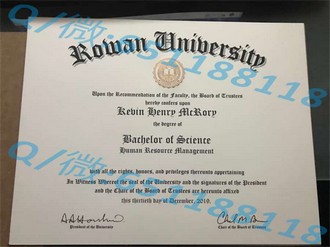 Rowan University
Upon the Recommendation of the Faculty, the Board of Trustees
hereby confers upon
Kevin Henry McRory
the degree of
Bachelor of Science
Human Resource Management
with all the rights, honors, and privileges thereunto appertaining
In Witness Whereof the seal of the University and the signatures of the President
and the Chair of the Board of Trustees are hereunto affixed
this thirtieth day of December, 2019
President of the University
Chair of the Board of Trustees
Q/微